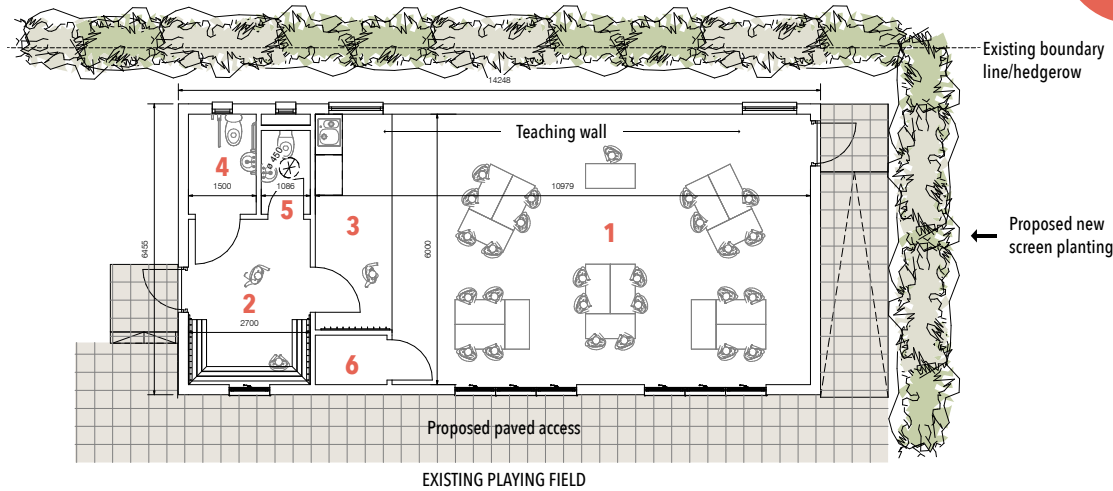 14248
Existing boundary
line/hedgerow
Teaching wall
4
ø 450
1500
1086
10979
5
3
1
6455
6000
Proposed new
screen planting
2
2700
6
Proposed paved access
EXISTING PLAYING FIELD